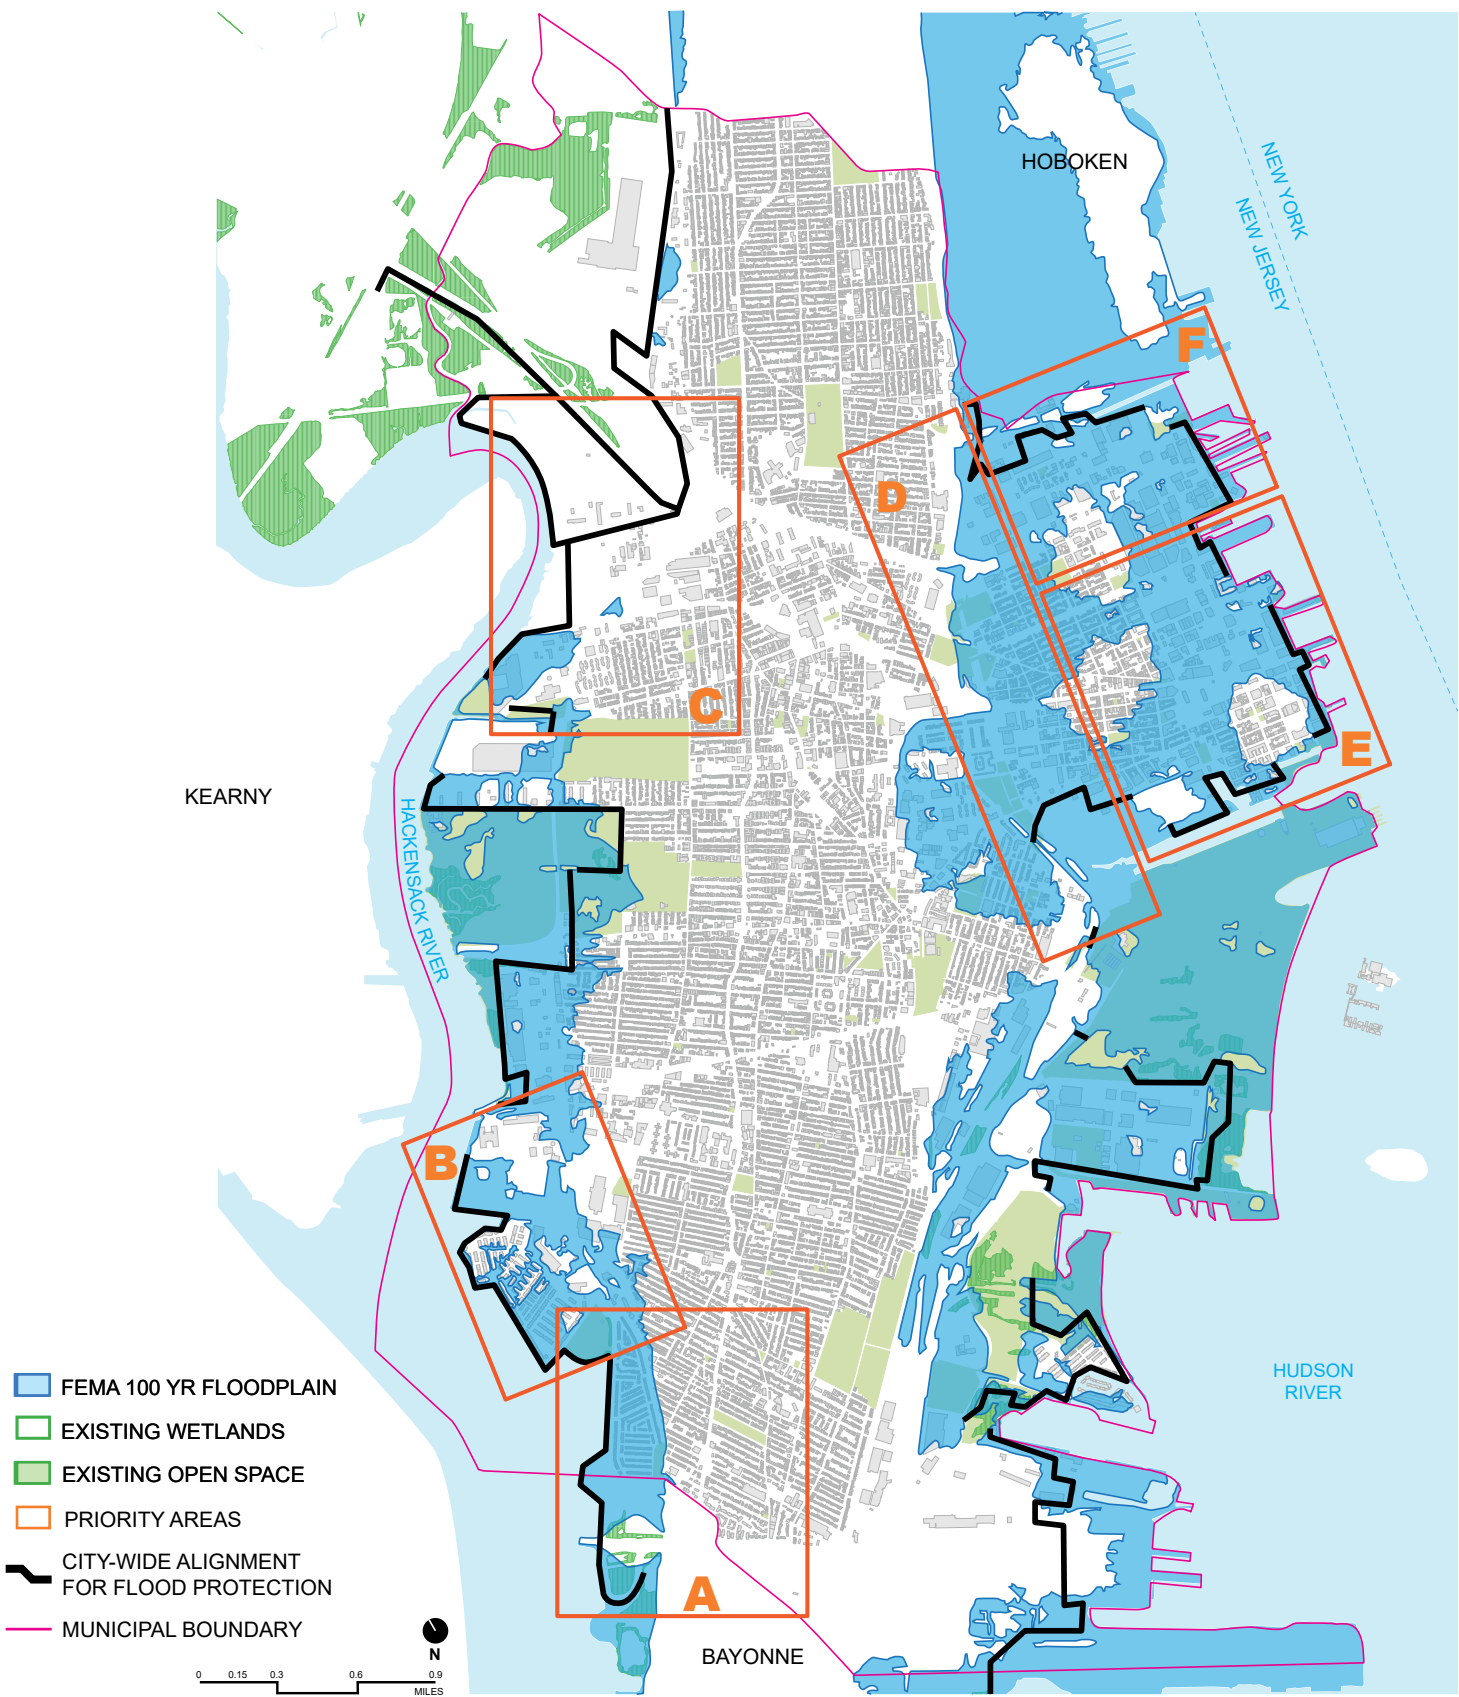 HOBOKEN
NEW YORK
NEW JERSEY
F
D
C
E
KEARNY
HACKENSACK RIVER
B
HUDSON
RIVER
A
BAYONNE
FEMA 100 YR FLOODPLAIN
EXISTING WETLANDS
EXISTING OPEN SPACE
PRIORITY AREAS
CITY-WIDE ALIGNMENT
FOR FLOOD PROTECTION
MUNICIPAL BOUNDARY
N
0 0.15 0.3 0.6 0.9
MILES